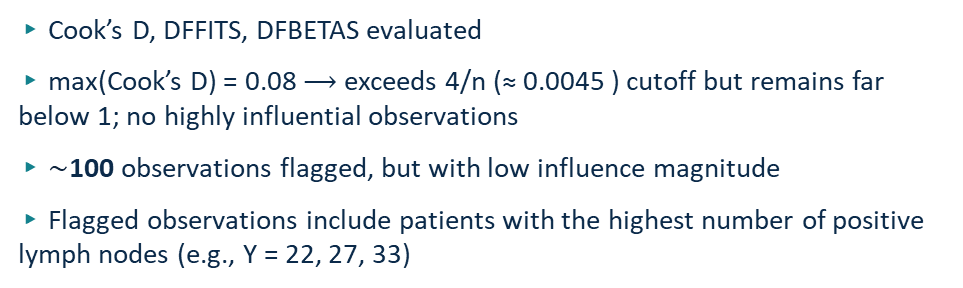 ▸ Cook’s D, DFFITS, DFBETAS evaluated
▸ max(Cook’s D) = 0.08 ⟶ exceeds 4/n (≈ 0.0045 ) cutoff but remains far
below 1; no highly influential observations
▸ ~100 observations flagged, but with low influence magnitude
▸ Flagged observations include patients with the highest number of positive
lymph nodes (e.g., Y = 22, 27, 33)